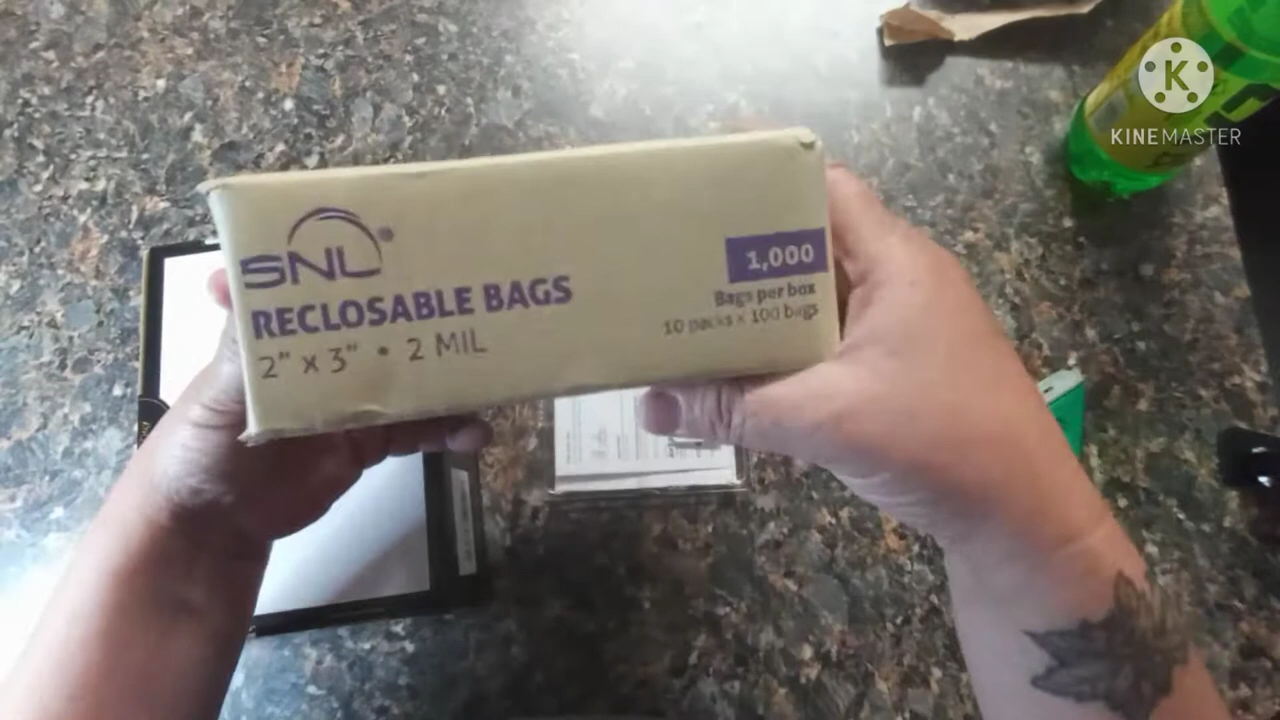 KINEMASTER
SNL®
RECLOSABLE BAGS
2" x 3" • 2 MIL
1,000
Bags per box
10 packs x 100 bags